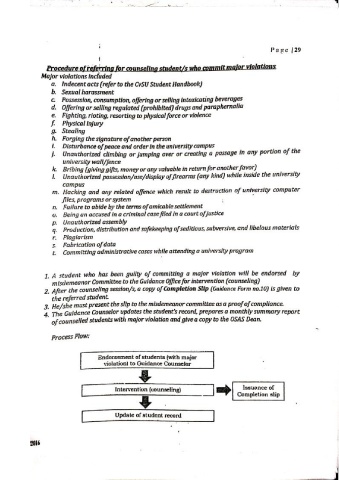 Page | 29
Procedure of referring for counseling student/s who commit major violations
Major violations included
a. Indecent acts (refer to the CvSU Student Handbook)
b. Sexual harassment
c. Possession, consumption, offering or selling intoxicating beverages
d. Offering or selling regulated (prohibited) drugs and paraphernalia
e. Fighting, rioting, resorting to physical force or violence
f. Physical Injury
g. Stealing
h. Forging the signature of another person
i. Disturbance of peace and order in the university campus
j. Unauthorized climbing or jumping over or creating a passage in any portion of the
university wall/fence
k. Bribing (giving gifts, money or any valuable in return for another favor)
l. Unauthorized possession/use/display of firearm (any kind) while inside the university
campus
m. Hacking and any related offence which result to destruction of university computer
files, programs or system
n. Failure to abide by the terms of amicable settlement
o. Being an accused in a criminal case filed in a court of justice
p. Unauthorized assembly
q. Production, distribution and safekeeping of seditious, subversive, and libelous materials
r. Plagiarism
s. Fabrication of data
t. Committing administrative cases while attending a university program
1. A student who has been guilty of committing a major violation will be endorsed by
misdemeanor Committee to the Guidance Office for intervention (counseling)
2. After the counseling session/s, a copy of Completion Slip (Guidance Form no.10) is given to
the referred student.
3. He/she must present the slip to the misdemeanor committee as a proof of compliance.
4. The Guidance Counselor updates the student's record, prepares a monthly summary report
of counselled students with major violation and give a copy to the OSAS Dean.
Process Flow:
Endorsement of students (with major
violation) to Guidance Counselor
Intervention (counseling)
Issuance of
Completion slip
Update of student record
2016